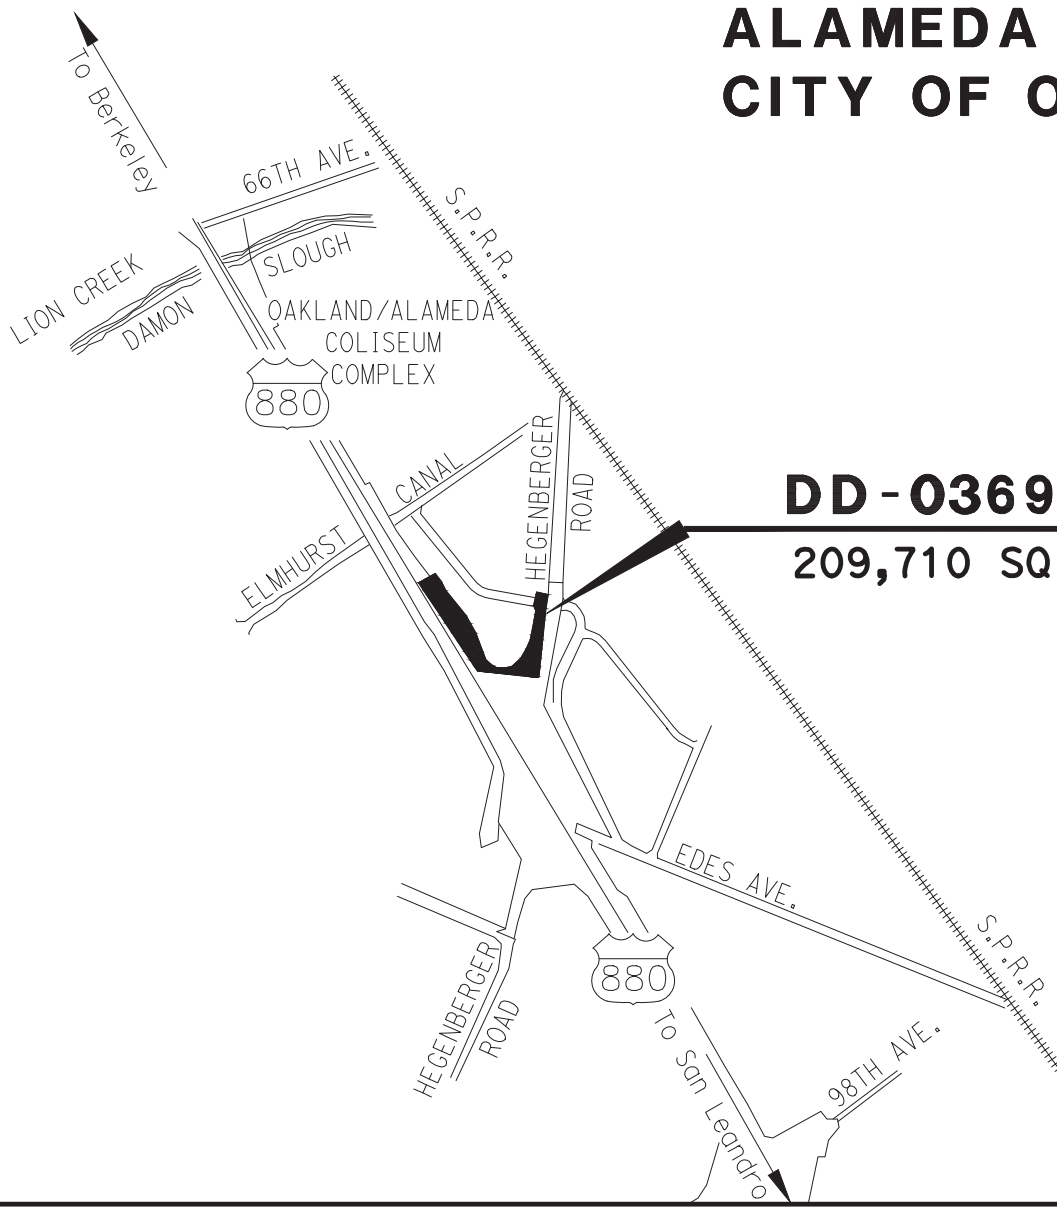 ALAMEDA
CITY OF O
To Berkeley
66TH AVE.
S.P.R.R.
LION CREEK
SLOUGH
DAMON
OAKLAND/ALAMEDA
COLISEUM
COMPLEX
880
CANAL
HEGENBERGER
ROAD
DD-0369
209,710 SQ
ELMHURST
EDES AVE.
S.P.R.R.
HEGENBERGER
ROAD
880
To San Leandro
98TH AVE.